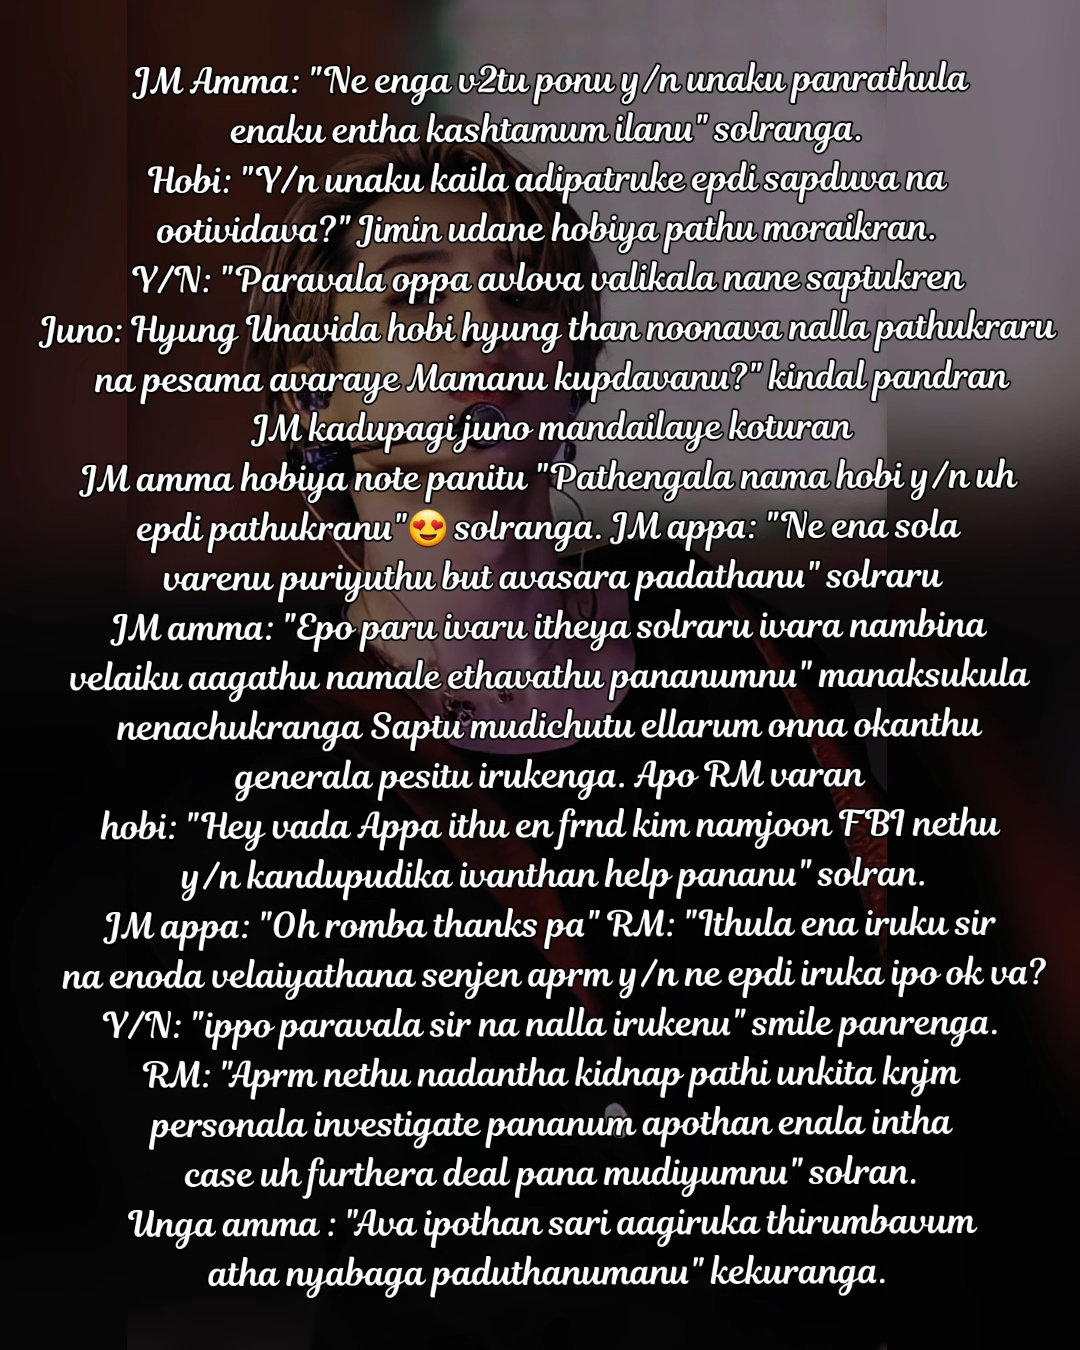 JM Amma: "Ne enga v2tu ponu y/n unaku panrathula
enaku entha kashtamum ilanu" solranga.
Hobi: "Y/n unaku kaila adipatruke epdi sapduva na
ootividava?" Jimin udane hobiya pathu moraikran.
Y/N: "Paravala oppa avlova valikala nane saptukren
Juno: Hyung Unavida hobi hyung than noonava nalla pathukraru
na pesama avaraye Mamanu kupdavanu?" kindal pandran
JM kadupagi juno mandailaye koturan
JM amma hobiya note panitu "Pathengala nama hobi y/n uh
epdi pathukranu"😍 solranga. JM appa: "Ne ena sola
varenu puriyuthu but avasara padathanu" solraru
JM amma: "Epo paru ivaru itheya solraru ivara nambina
velaiku aagathu namale ethavathu pananumnu" manaksukula
nenachukranga Saptu mudichutu ellarum onna okanthu
generala pesitu irukenga. Apo RM varan
hobi: "Hey vada Appa ithu en frnd kim namjoon FBI nethu
y/n kandupudika ivanthan help pananu" solran.
JM appa: "Oh romba thanks pa" RM: "Ithula ena iruku sir
na enoda velaiyathana senjen aprm y/n ne epdi iruka ipo ok va?
Y/N: "ippo paravala sir na nalla irukenu" smile panrenga.
RM: "Aprm nethu nadantha kidnap pathi unkita knjm
personala investigate pananum apothan enala intha
case uh furthera deal pana mudiyumnu" solran.
Unga amma : "Ava ipothan sari aagiruka thirumbavum
atha nyabaga paduthanumanu" kekuranga.